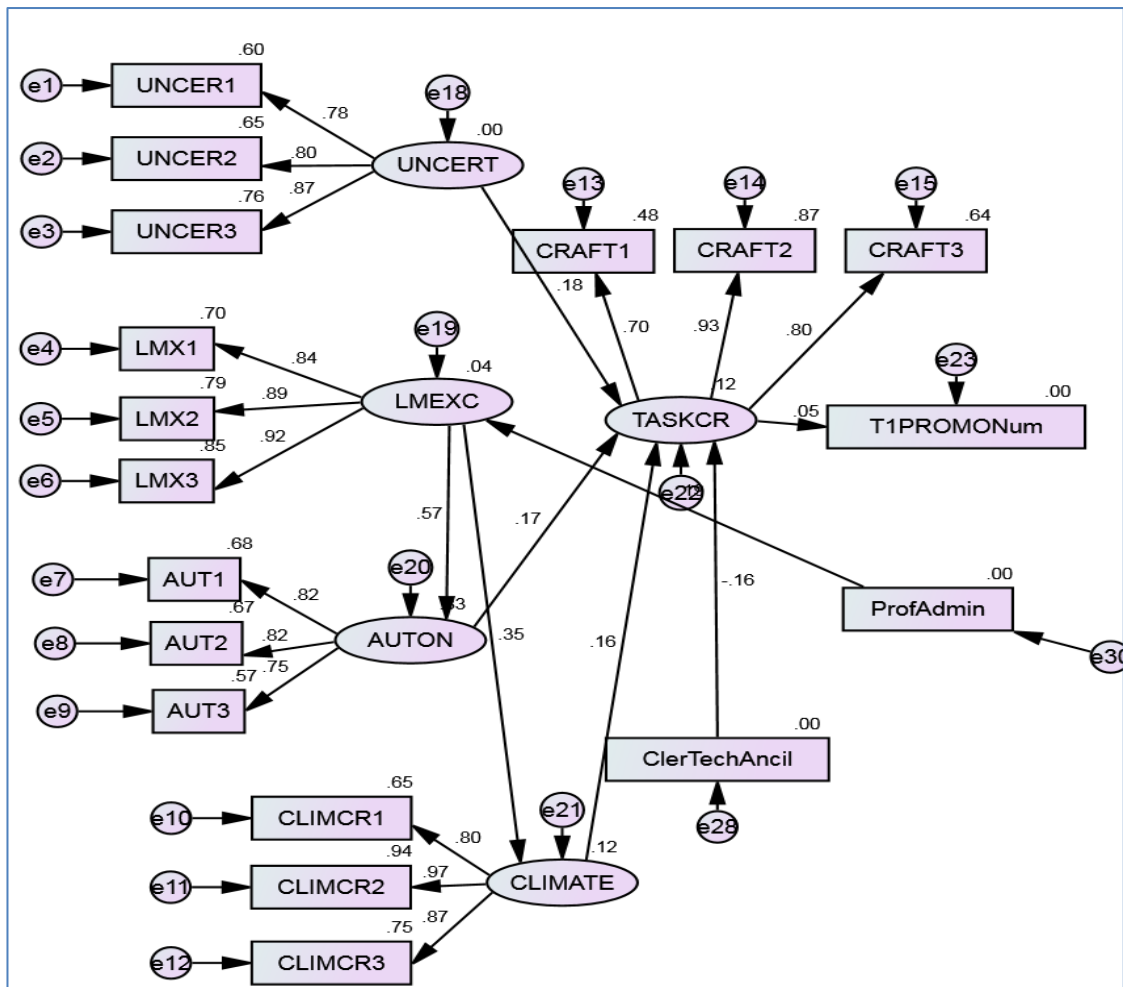 .60
e1
UNCER1
.78
.65
e2
UNCER2
.80
.76
e3
UNCER3
.87
e18
.00
UNCERT
e13
.48
CRAFT1
e14
.87
CRAFT2
e15
.64
CRAFT3
.18
.70
.93
.80
.70
e4
LMX1
.84
.79
e5
LMX2
.89
.85
e6
LMX3
.92
e19
.04
LMEXC
.12
TASKCR
e22
.05
e23
.00
T1PROMONum
.57
.17
.68
e7
AUT1
.82
.67
e8
AUT2
.82
.57
e9
AUT3
.75
e20
AUTON
.35
.16
-.16
.00
ProfAdmin
e30
.00
ClerTechAncil
e28
.65
e10
CLIMCR1
.80
.94
e11
CLIMCR2
.97
.75
e12
CLIMCR3
.87
e21
.12
CLIMATE